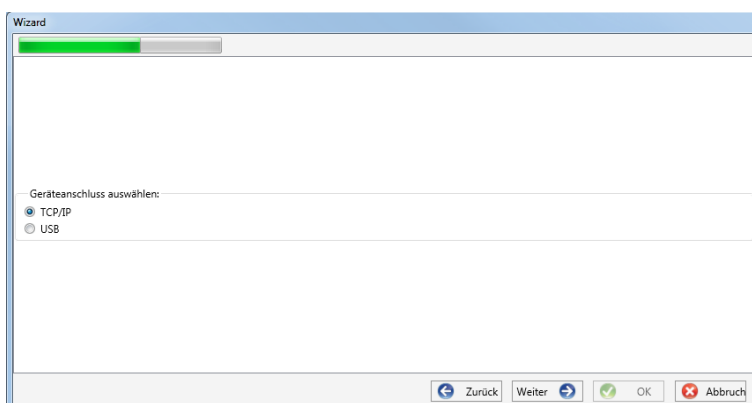 Wizard
Geräteanschluss auswählen:
TCP/IP
USB
Zurück Weiter OK Abbruch